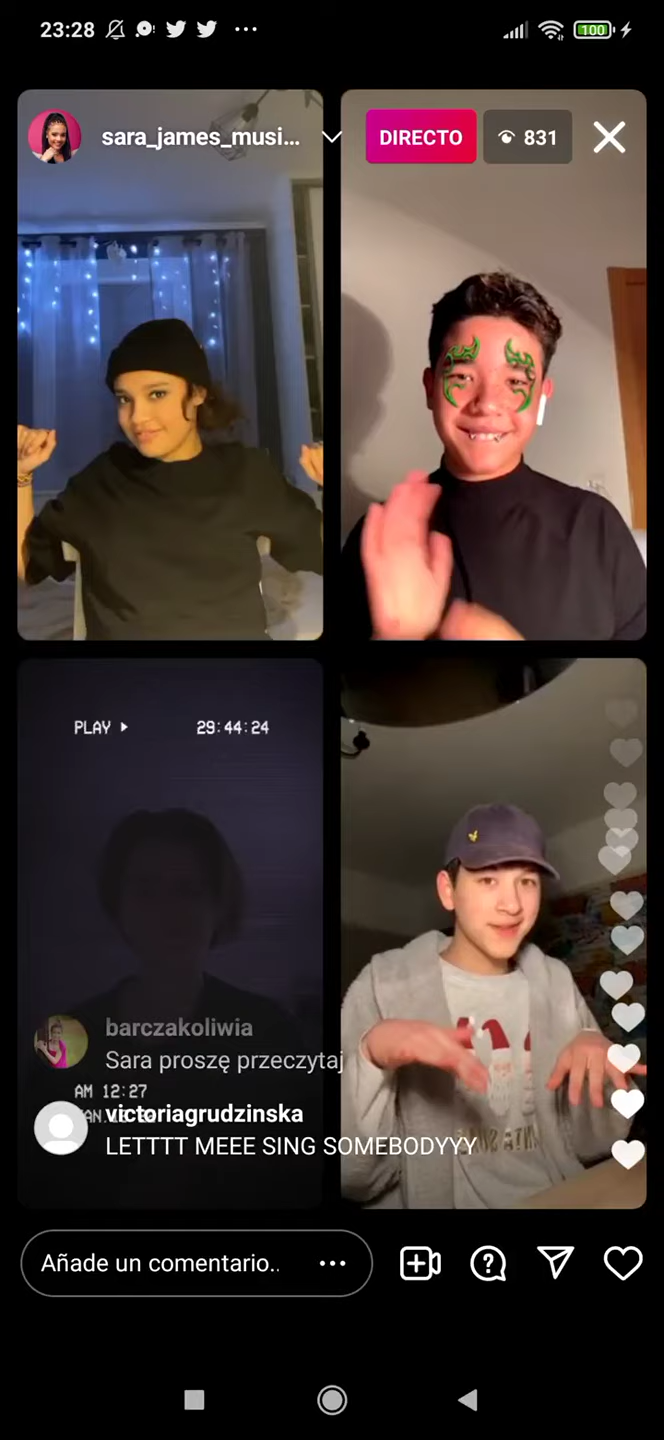 23:28
100
sara_james_musi...
DIRECTO
831
PLAY
29:44:24
barczakoliwia
Sara proszę przeczytaj
AM 12:27
victoriagrudzinska
LETTTT MEEE SING SOMEBODYYY
Añade un comentario..